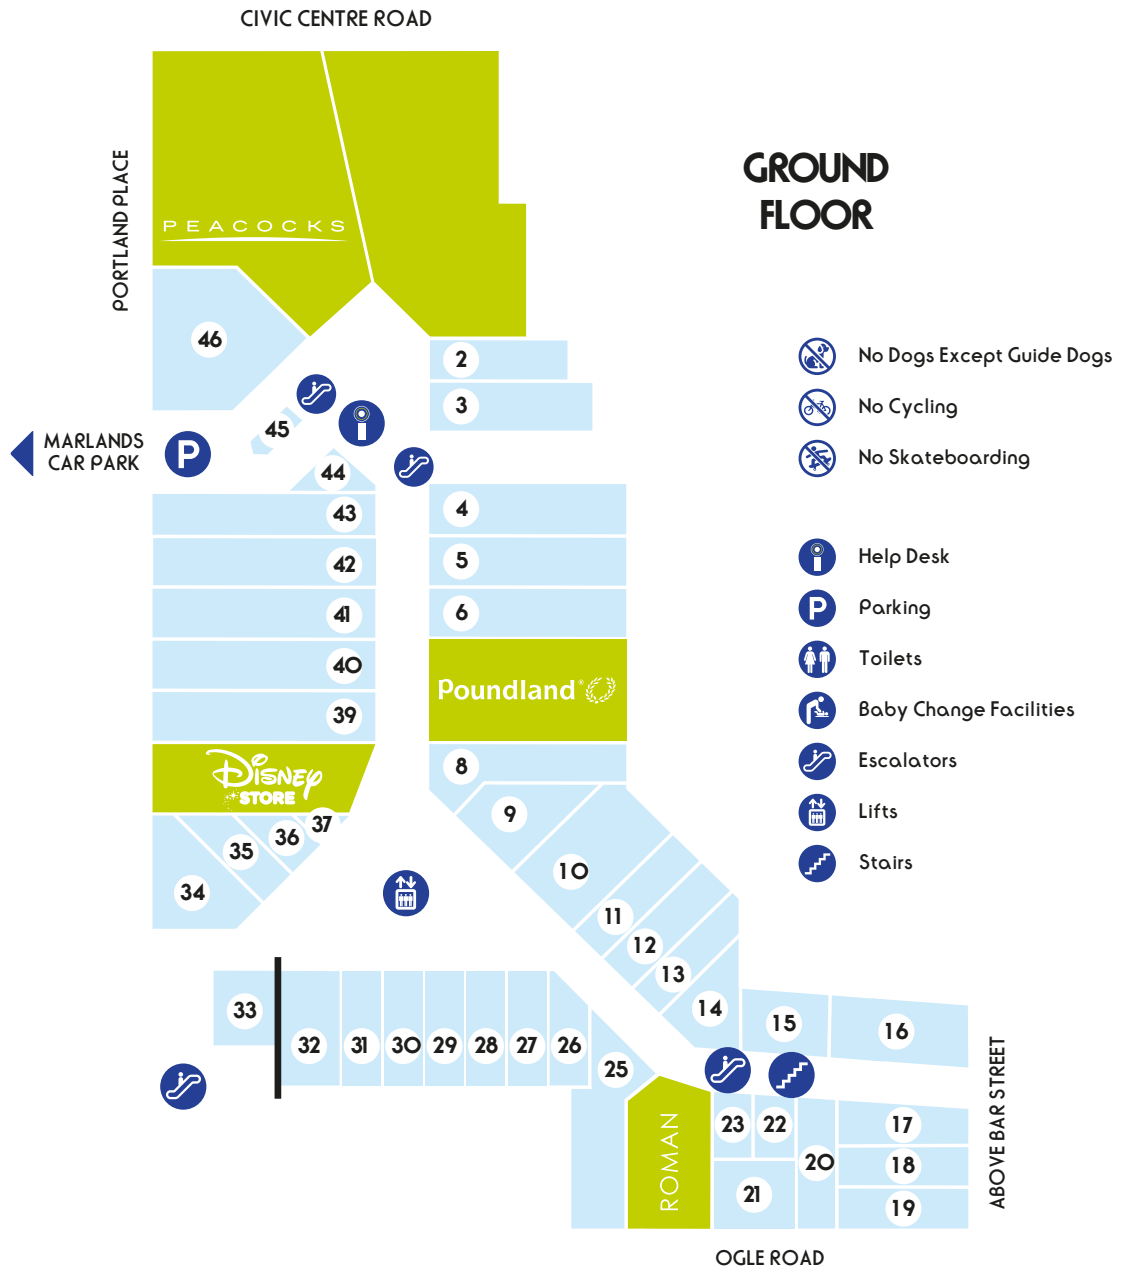 CIVIC CENTRE ROAD
PORTLAND PLACE
GROUND
FLOOR
PEACOCKS
46
2
3
45
44
MARLANDS
CAR PARK
P
43
42
41
40
39
4
5
6
Poundland®
DISNEY
STORE
8
9
10
11
12
13
14
15
16
37
36
35
34
33
32
31
30
29
28
27
26
25
ROMAN
23
22
21
20
17
18
19
ABOVE BAR STREET
OGLE ROAD
No Dogs Except Guide Dogs
No Cycling
No Skateboarding
Help Desk
P
Parking
Toilets
Baby Change Facilities
Escalators
Lifts
Stairs